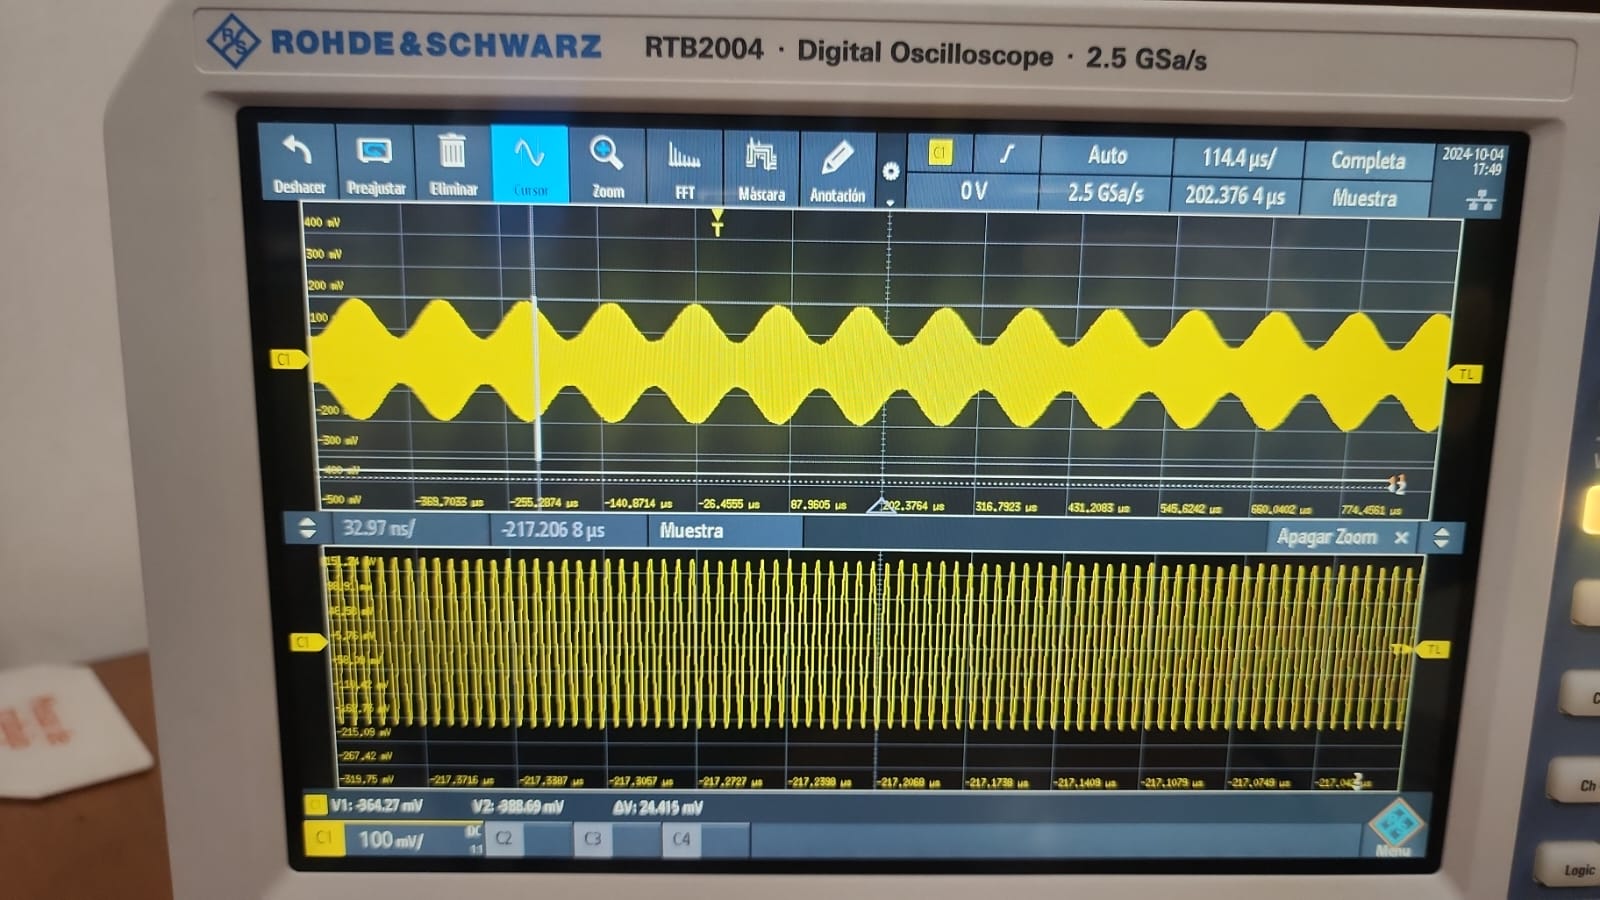 ROHDE&SCHWARZ RTB2004 · Digital Oscilloscope · 2.5 GSa/s
Deshacer Preajustar Eliminar Cursor Zoom FFT Máscara Anotación
C1 Auto 114.4 µs/ Completa 2024-10-04
17:49
0 V 2.5 GSa/s 202.376 4 µs Muestra
T
400 mV
300 mV
200 mV
100
C1 TL
-200
-300 mV
-400 mV
2
-500 mV -369.7033 µs -255.2874 µs -140.8714 µs -26.4555 µs 87.9605 µs 202.3764 µs 316.7923 µs 431.2083 µs 545.6242 µs 660.0402 µs 774.4561 µs
32.97 ns/ -217.206 8 µs Muestra Apagar Zoom ×
C1 TL
-215.09 mV
-267.42 mV
-319.75 mV -217.3716 µs -217.3387 µs -217.3057 µs -217.2727 µs -217.2398 µs -217.2068 µs -217.1738 µs -217.1409 µs -217.1079 µs -217.0749 µs
C1 V1: -364.27 mV V2: -388.69 mV ΔV: 24.415 mV
C1 100 mV/ DC
1:1
C2 C3 C4 Menú
Ch
Logic